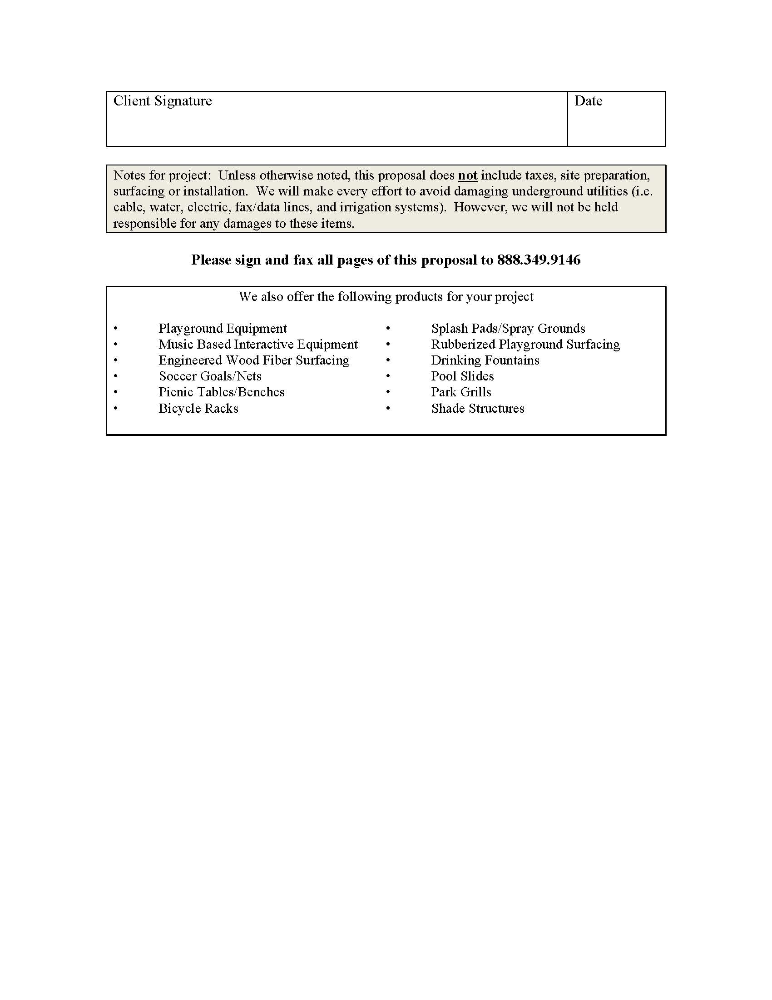 Client Signature
Date
Notes for project:  Unless otherwise noted, this proposal does not include taxes, site preparation,
surfacing or installation.  We will make every effort to avoid damaging underground utilities (i.e.
cable, water, electric, fax/data lines, and irrigation systems).  However, we will not be held
responsible for any damages to these items.
Please sign and fax all pages of this proposal to 888.349.9146
We also offer the following products for your project
• Playground Equipment
• Music Based Interactive Equipment
• Engineered Wood Fiber Surfacing
• Soccer Goals/Nets
• Picnic Tables/Benches
• Bicycle Racks
• Splash Pads/Spray Grounds
• Rubberized Playground Surfacing
• Drinking Fountains
• Pool Slides
• Park Grills
• Shade Structures